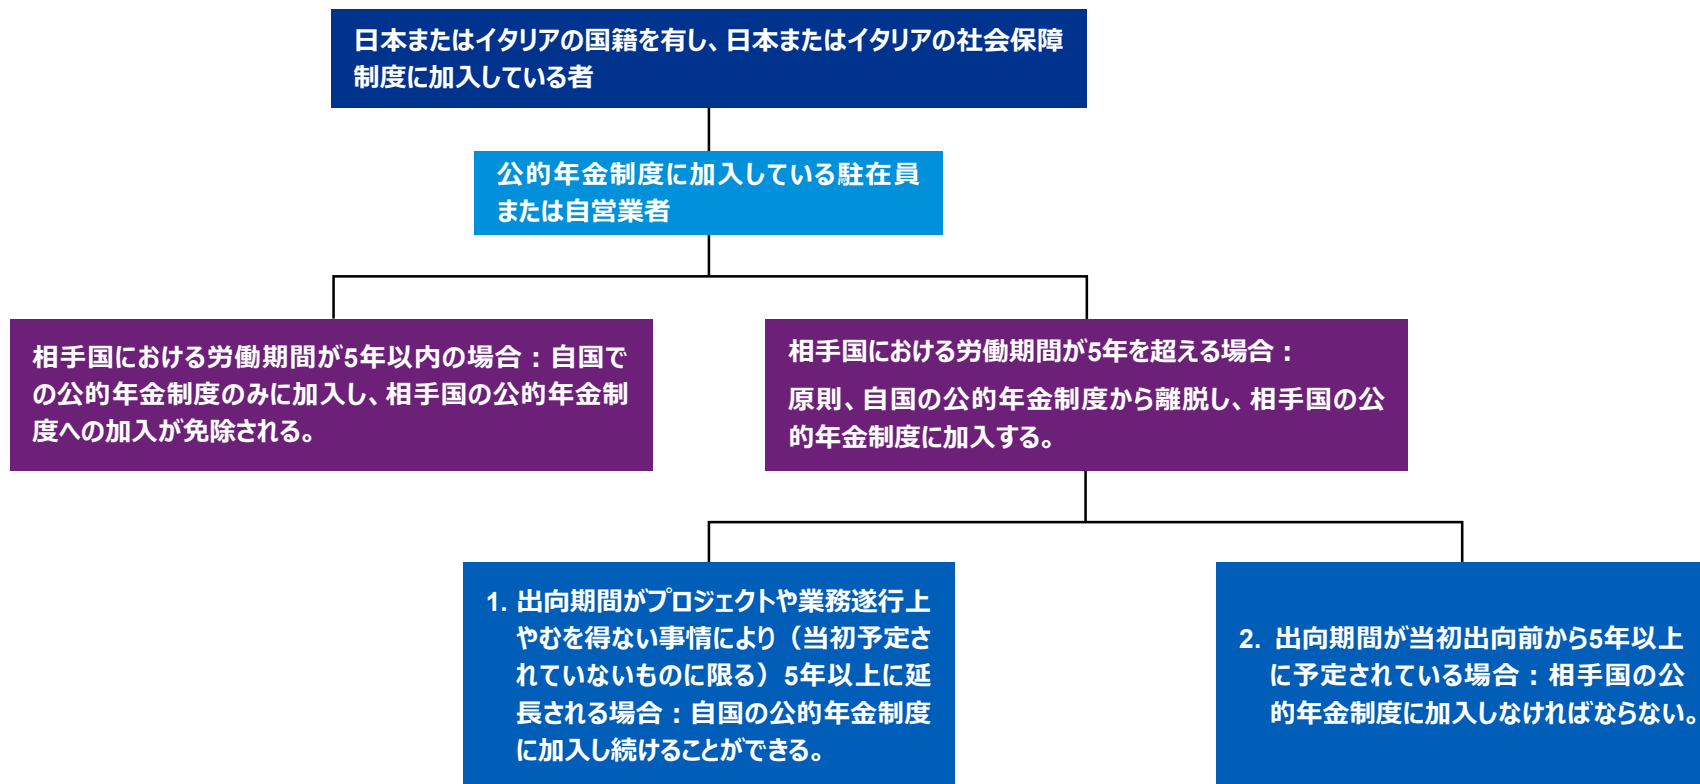 日本またはイタリアの国籍を有し、日本またはイタリアの社会保障
制度に加入している者
公的年金制度に加入している駐在員
または自営業者
相手国における労働期間が5年以内の場合：自国で
の公的年金制度のみに加入し、相手国の公的年金制
度への加入が免除される。
相手国における労働期間が5年を超える場合：
原則、自国の公的年金制度から離脱し、相手国の公
的年金制度に加入する。
1. 出向期間がプロジェクトや業務遂行上
やむを得ない事情により（当初予定さ
れていないものに限る）5年以上に延
長される場合：自国の公的年金制度
に加入し続けることができる。
2. 出向期間が当初出向前から5年以上
に予定されている場合：相手国の公
的年金制度に加入しなければならない。